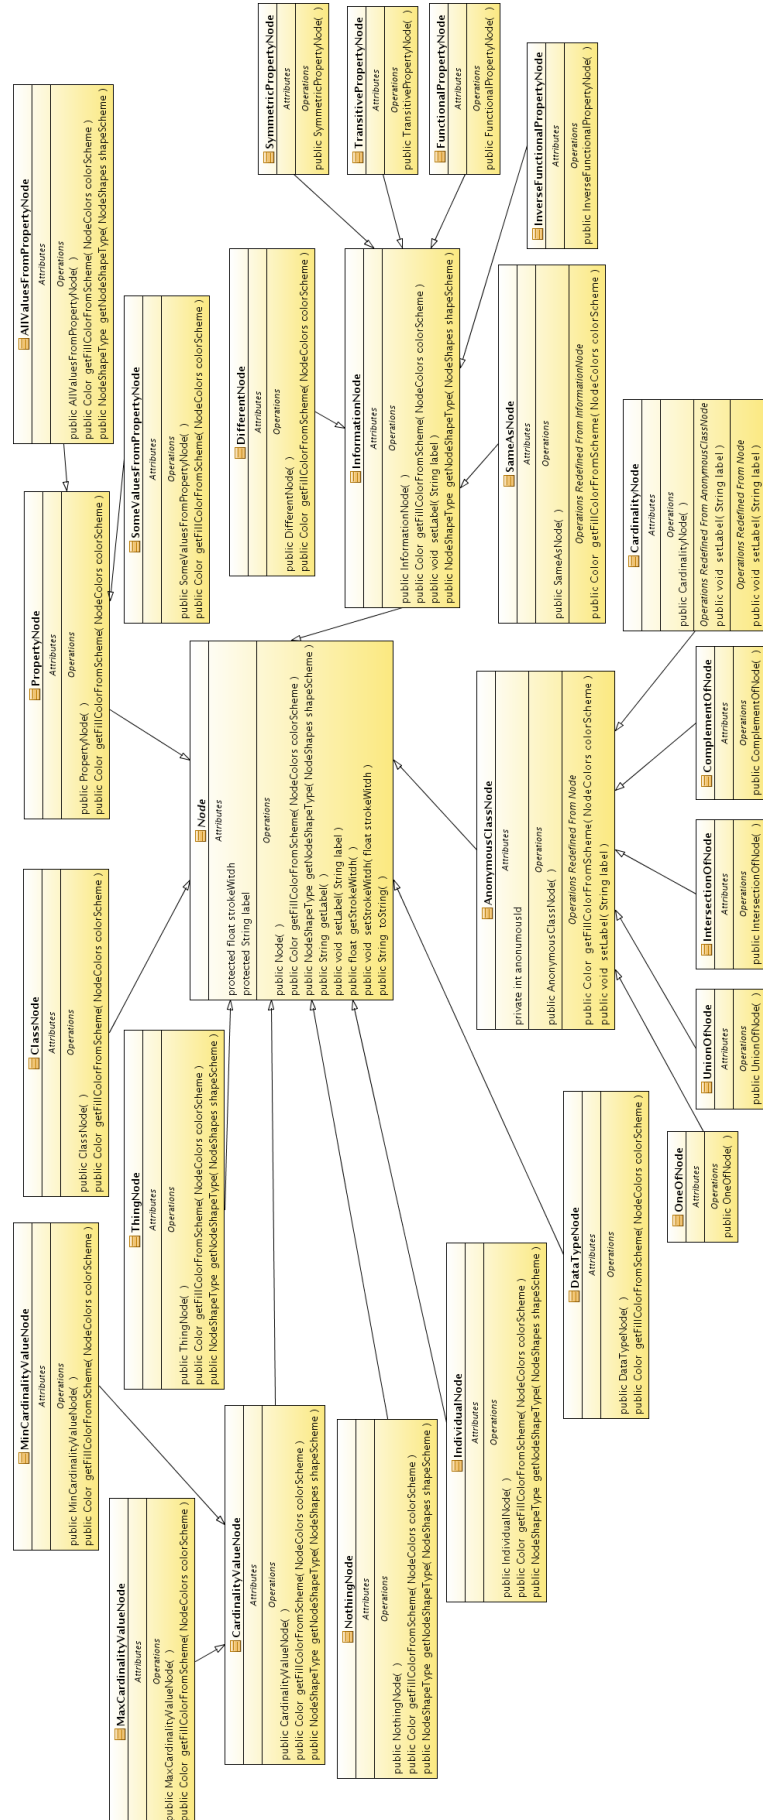 SymmetricPropertyNode
Attributes
Operations
public SymmetricPropertyNode( )
TransitivePropertyNode
Attributes
Operations
public TransitivePropertyNode( )
FunctionalPropertyNode
Attributes
Operations
public FunctionalPropertyNode( )
InverseFunctionalPropertyNode
Attributes
Operations
public InverseFunctionalPropertyNode( )
AllValuesFromPropertyNode
Attributes
Operations
public AllValuesFromPropertyNode( )
public Color getFillColorFromScheme( NodeColors colorScheme )
public NodeShapeType getNodeShapeType( NodeShapes shapeScheme )
SomeValuesFromPropertyNode
Attributes
Operations
public SomeValuesFromPropertyNode( )
public Color getFillColorFromScheme( NodeColors colorScheme )
DifferentNode
Attributes
Operations
public DifferentNode( )
public Color getFillColorFromScheme( NodeColors colorScheme )
InformationNode
Attributes
Operations
public InformationNode( )
public Color getFillColorFromScheme( NodeColors colorScheme )
public void setLabel( String label )
public NodeShapeType getNodeShapeType( NodeShapes shapeScheme )
SameAsNode
Attributes
Operations
public SameAsNode( )
Operations Redefined From InformationNode
public Color getFillColorFromScheme( NodeColors colorScheme )
CardinalityNode
Attributes
Operations
public CardinalityNode( )
Operations Redefined From AnonymousClassNode
public void setLabel( String label )
Operations Redefined From Node
public void setLabel( String label )
PropertyNode
Attributes
Operations
public PropertyNode( )
public Color getFillColorFromScheme( NodeColors colorScheme )
Node
Attributes
protected float strokeWitdh
protected String label
Operations
public Node( )
public Color getFillColorFromScheme( NodeColors colorScheme )
public NodeShapeType getNodeShapeType( NodeShapes shapeScheme )
public String getLabel( )
public void setLabel( String label )
public float getStrokeWitdh( )
public void setStrokeWitdh( float strokeWitdh )
public String toString( )
AnonymousClassNode
Attributes
private int anonumousId
Operations
public AnonymousClassNode( )
Operations Redefined From Node
public Color getFillColorFromScheme( NodeColors colorScheme )
public void setLabel( String label )
ComplementOfNode
Attributes
Operations
public ComplementOfNode( )
IntersectionOfNode
Attributes
Operations
public IntersectionOfNode( )
UnionOfNode
Attributes
Operations
public UnionOfNode( )
OneOfNode
Attributes
Operations
public OneOfNode( )
ClassNode
Attributes
Operations
public ClassNode( )
public Color getFillColorFromScheme( NodeColors colorScheme )
ThingNode
Attributes
Operations
public ThingNode( )
public Color getFillColorFromScheme( NodeColors colorScheme )
public NodeShapeType getNodeShapeType( NodeShapes shapeScheme )
DataTypeNode
Attributes
Operations
public DataTypeNode( )
public Color getFillColorFromScheme( NodeColors colorScheme )
MinCardinalityValueNode
Attributes
Operations
public MinCardinalityValueNode( )
public Color getFillColorFromScheme( NodeColors colorScheme )
MaxCardinalityValueNode
Attributes
Operations
public MaxCardinalityValueNode( )
public Color getFillColorFromScheme( NodeColors colorScheme )
CardinalityValueNode
Attributes
Operations
public CardinalityValueNode( )
public Color getFillColorFromScheme( NodeColors colorScheme )
public NodeShapeType getNodeShapeType( NodeShapes shapeScheme )
NothingNode
Attributes
Operations
public NothingNode( )
public Color getFillColorFromScheme( NodeColors colorScheme )
public NodeShapeType getNodeShapeType( NodeShapes shapeScheme )
IndividualNode
Attributes
Operations
public IndividualNode( )
public Color getFillColorFromScheme( NodeColors colorScheme )
public NodeShapeType getNodeShapeType( NodeShapes shapeScheme )